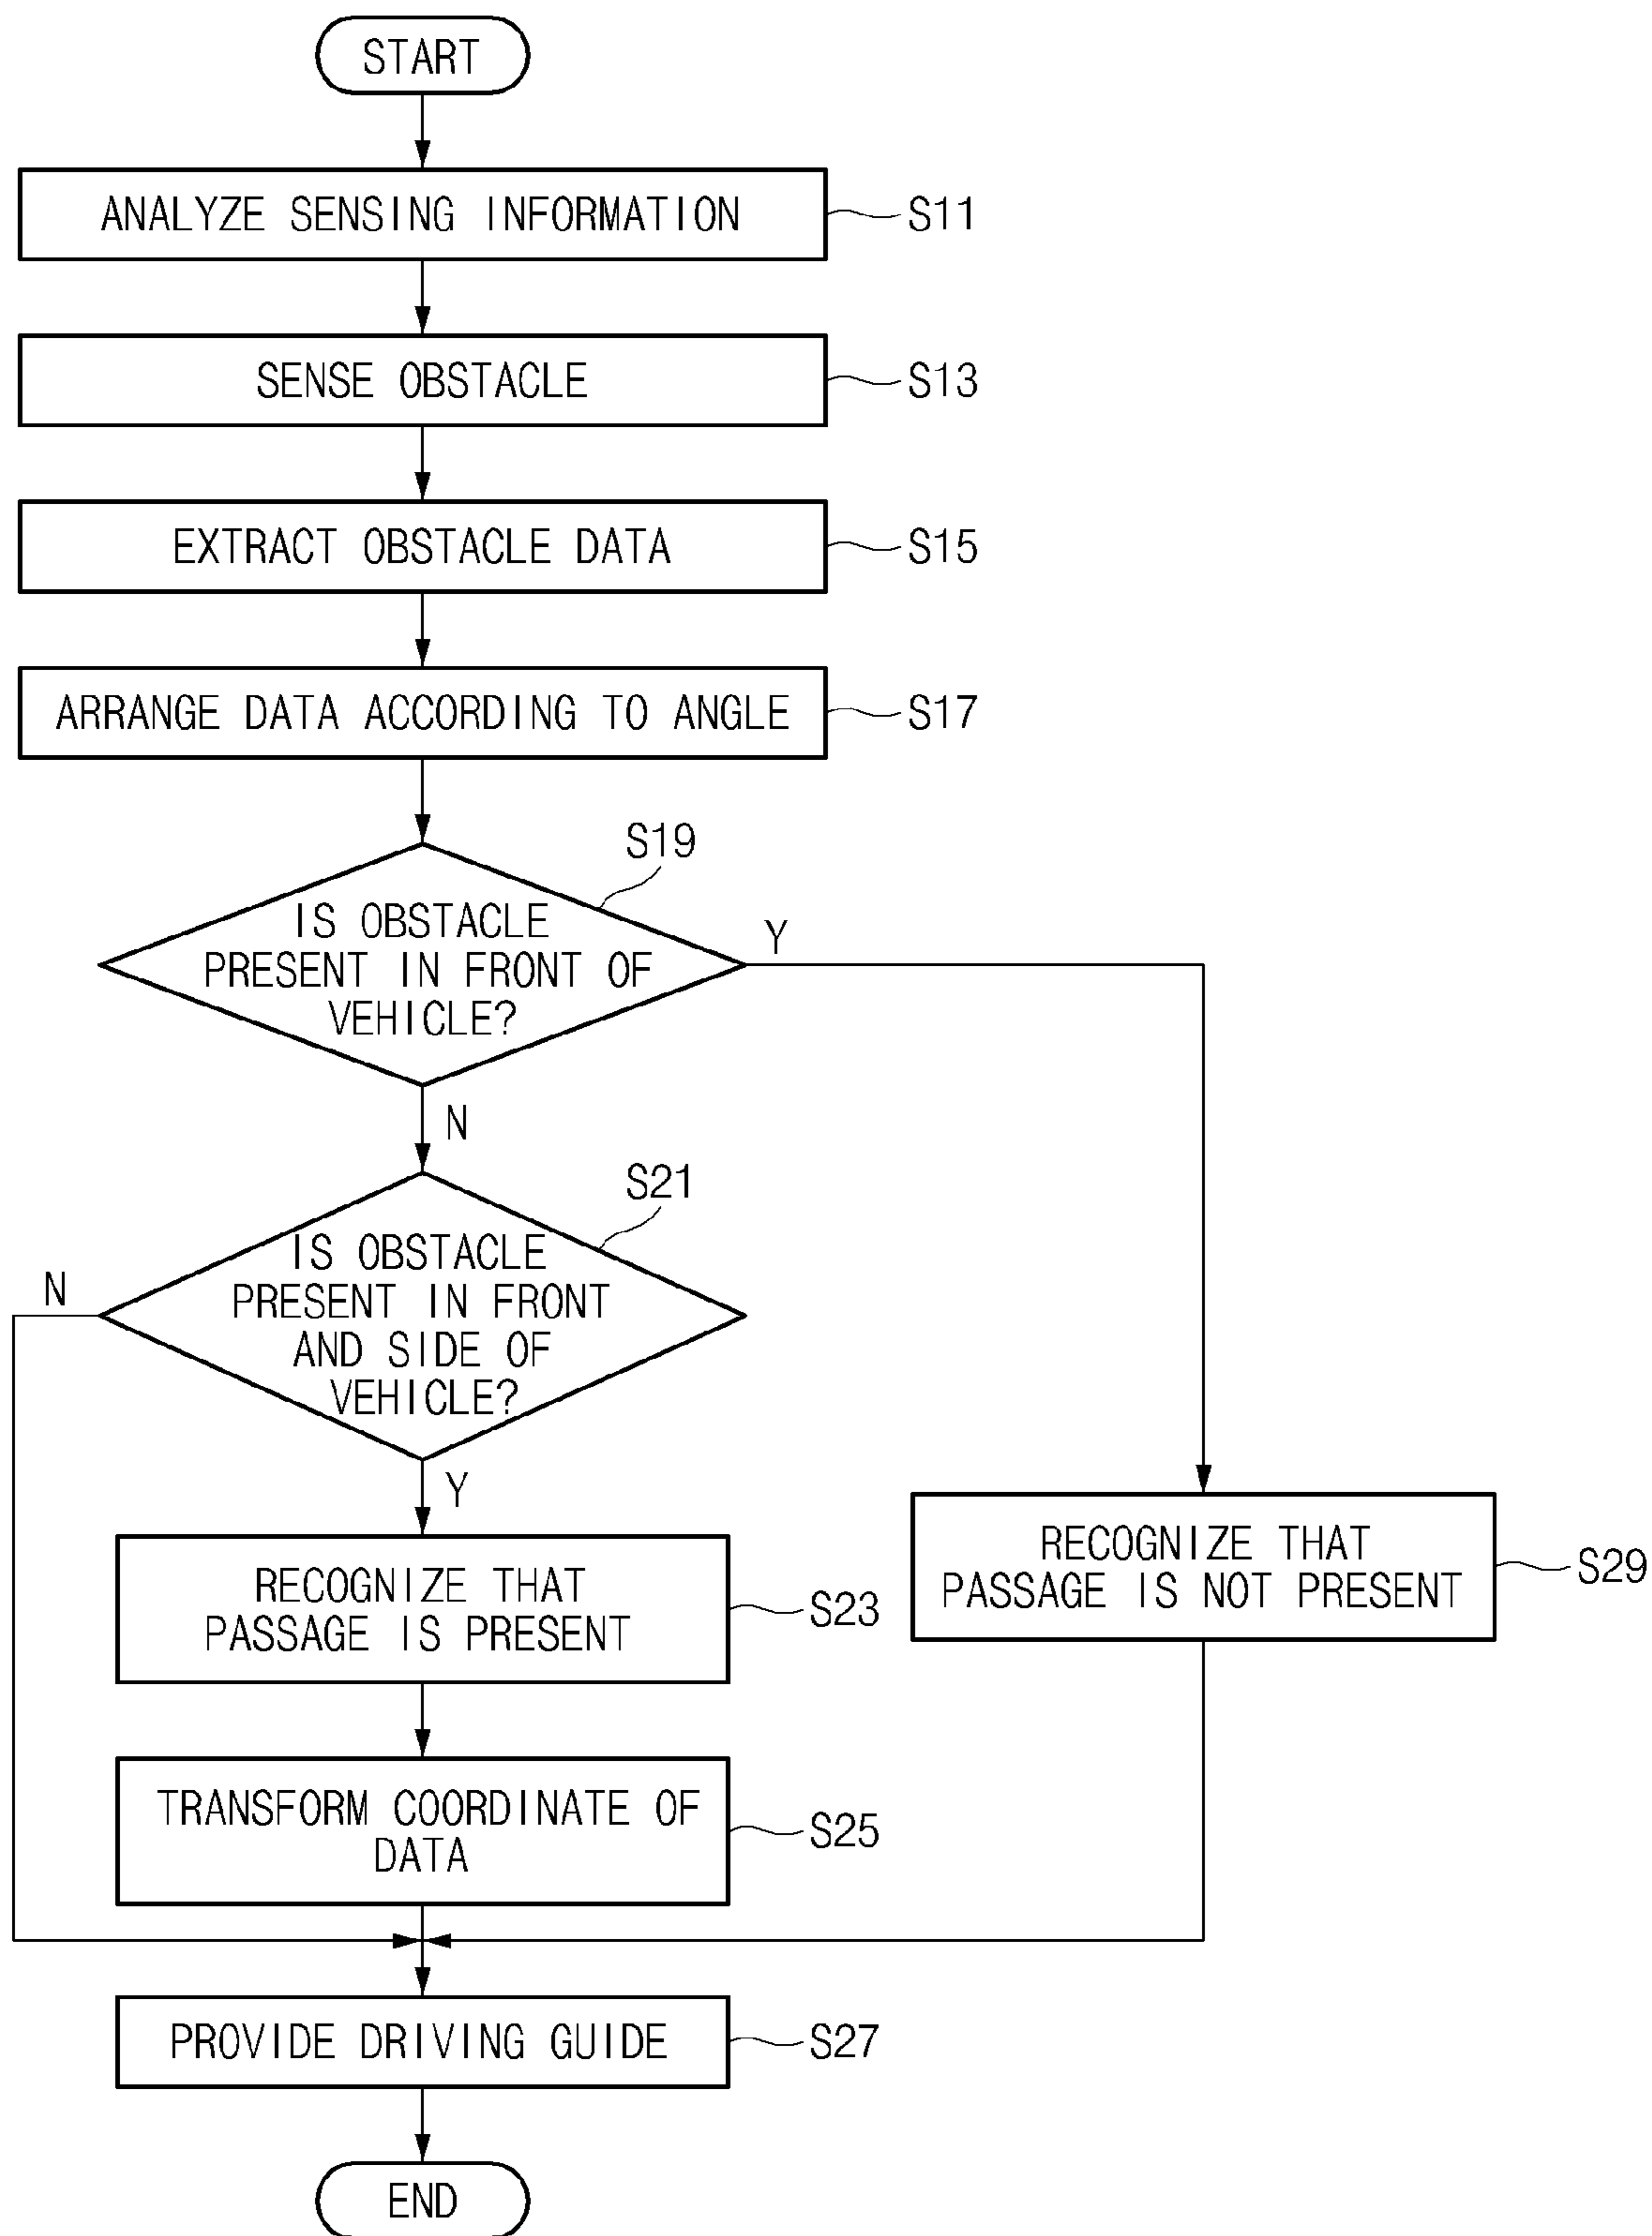 START
ANALYZE SENSING INFORMATION
S11
SENSE OBSTACLE
S13
EXTRACT OBSTACLE DATA
S15
ARRANGE DATA ACCORDING TO ANGLE
S17
S19
IS OBSTACLE
PRESENT IN FRONT OF
VEHICLE?
Y
N
S21
IS OBSTACLE
PRESENT IN FRONT
AND SIDE OF
VEHICLE?
N
Y
RECOGNIZE THAT
PASSAGE IS PRESENT
S23
RECOGNIZE THAT
PASSAGE IS NOT PRESENT
S29
TRANSFORM COORDINATE OF
DATA
S25
PROVIDE DRIVING GUIDE
S27
END